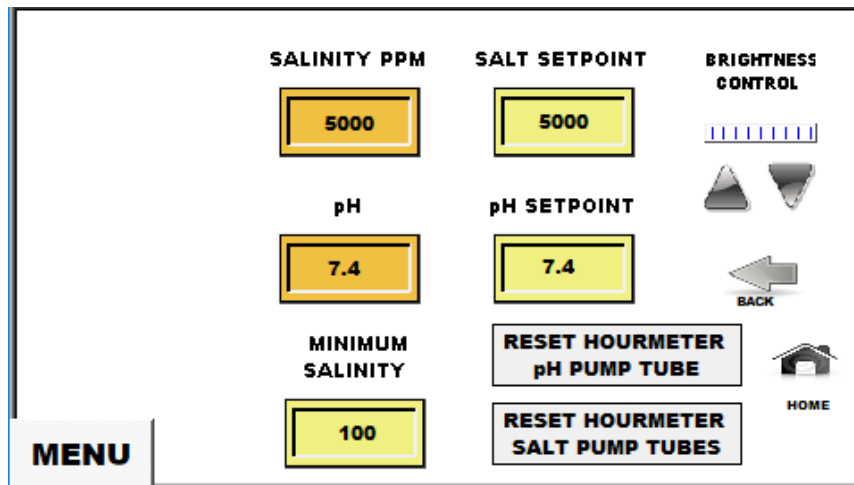 SALINITY PPM
SALT SETPOINT
BRIGHTNESS
CONTROL
5000
5000
pH
pH SETPOINT
7.4
7.4
BACK
MINIMUM
SALINITY
RESET HOURMETER
pH PUMP TUBE
HOME
100
RESET HOURMETER
SALT PUMP TUBES
MENU